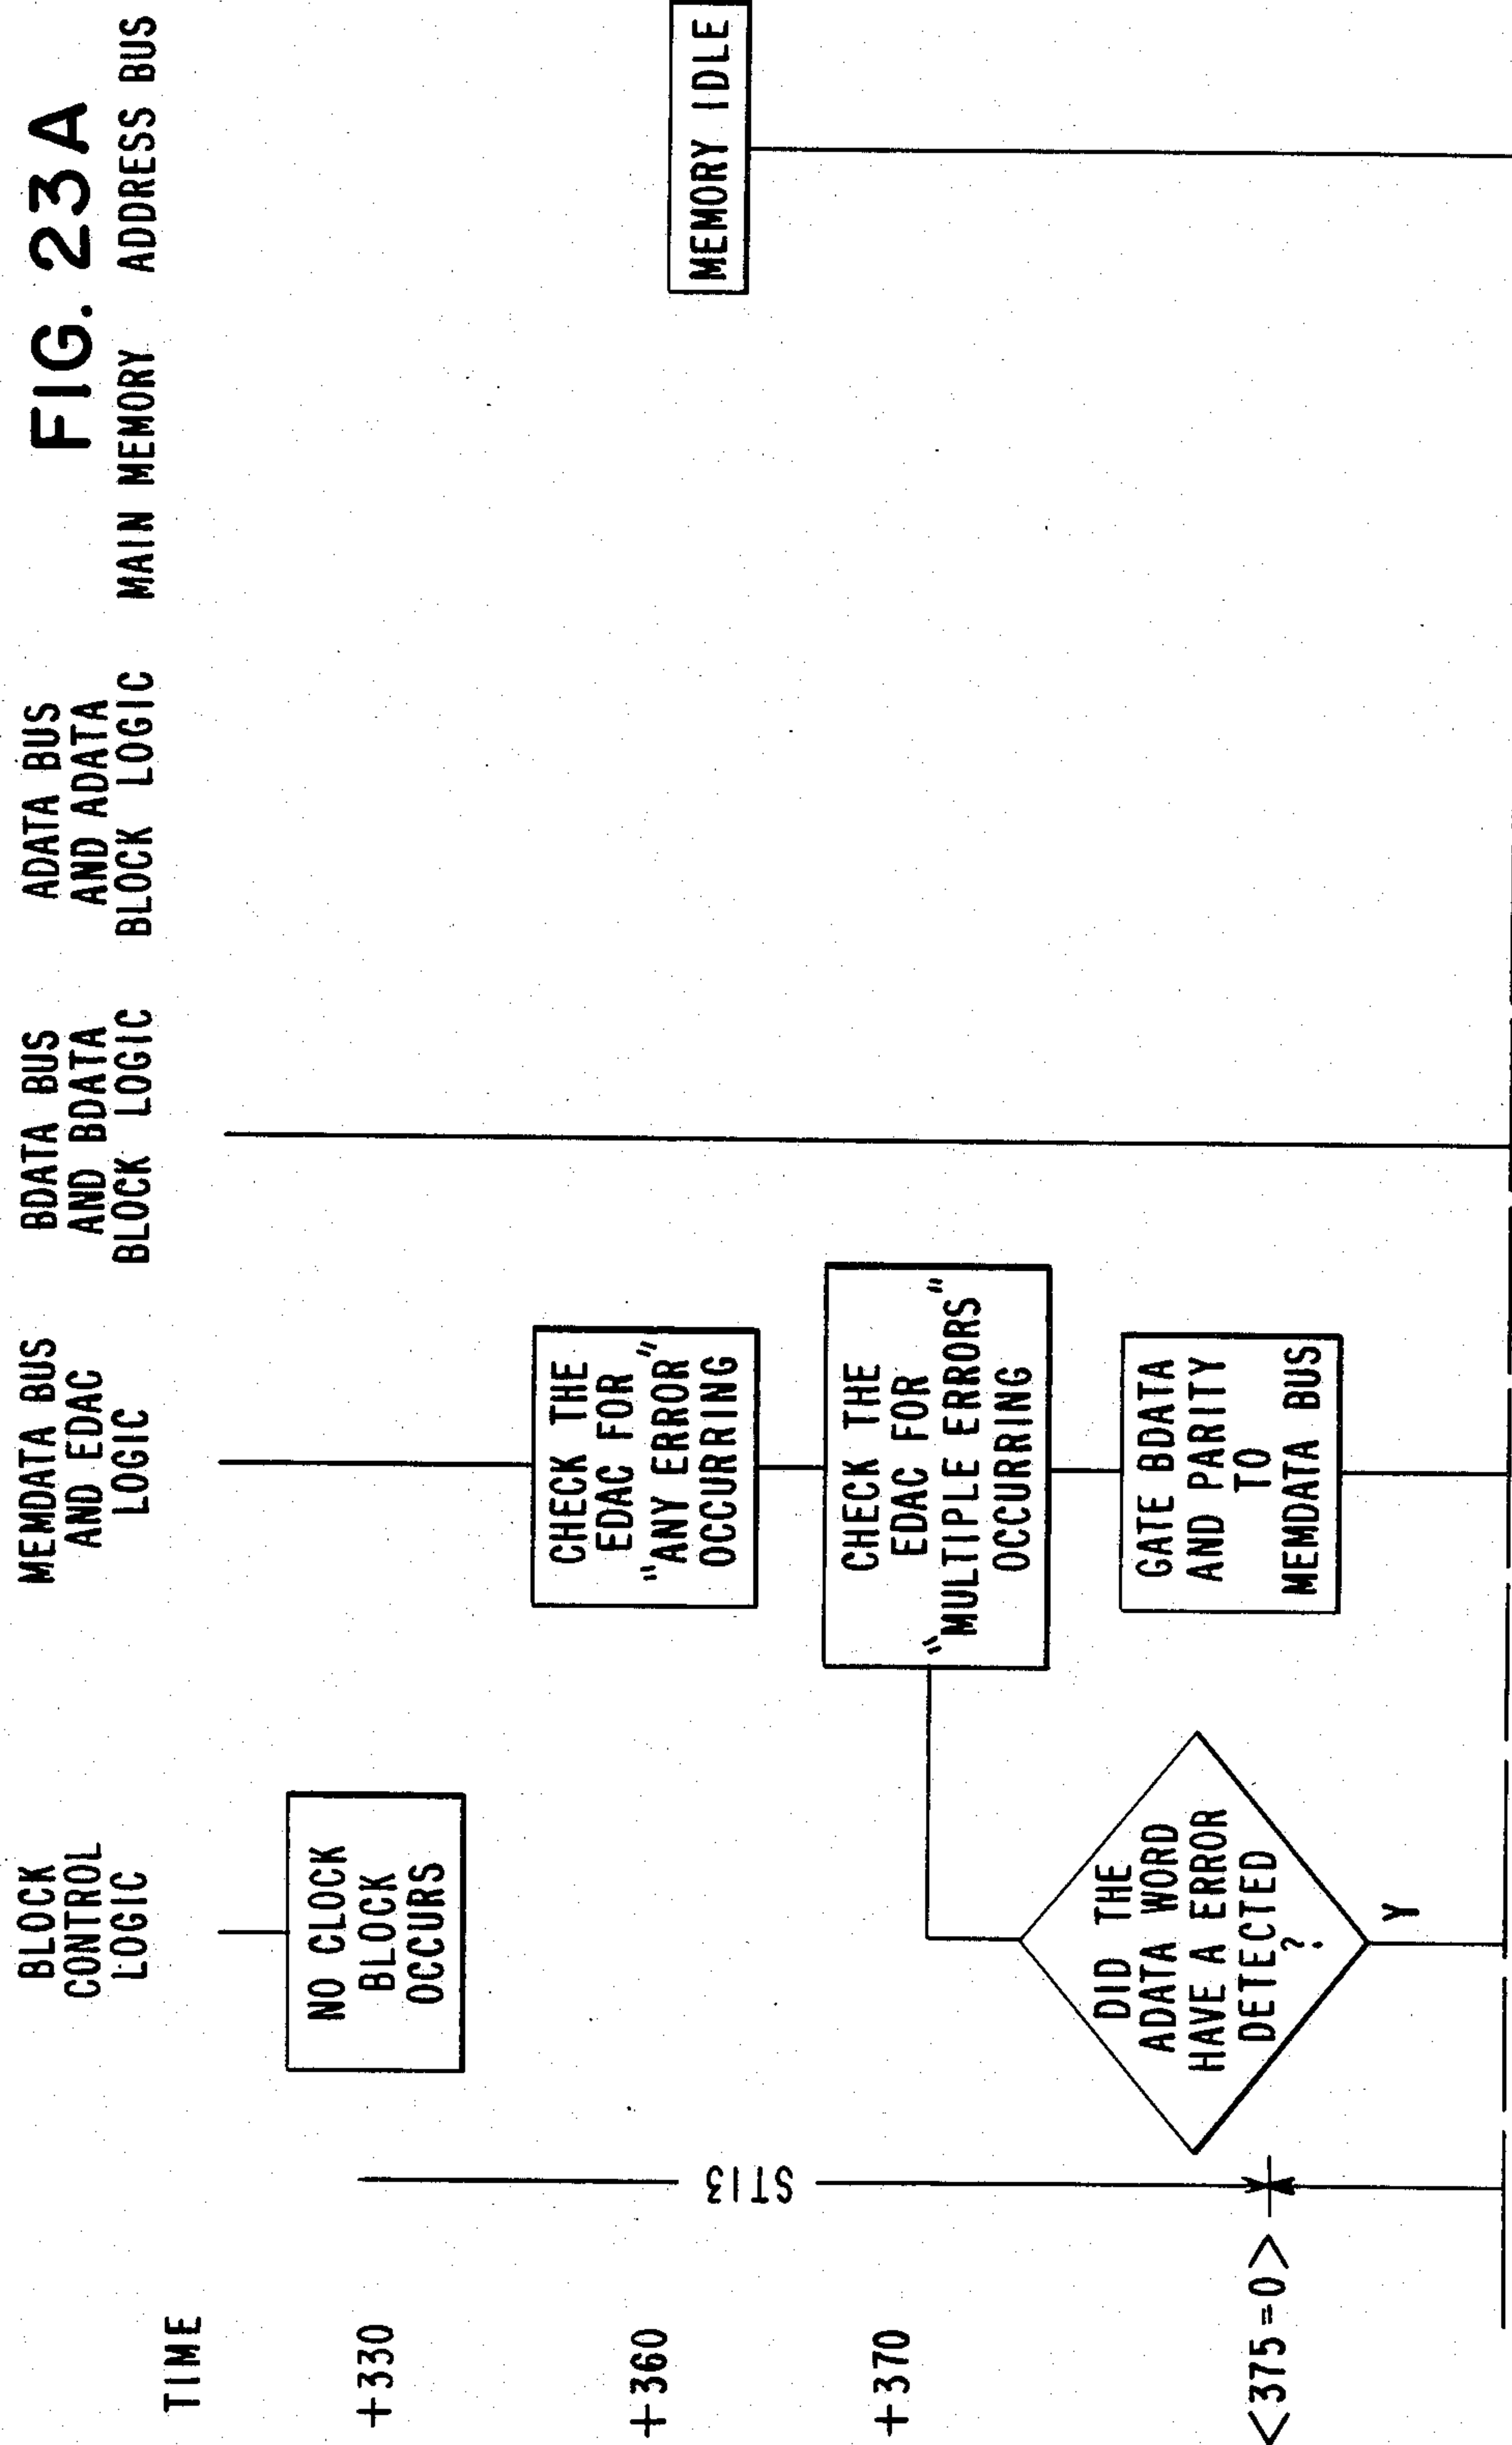 FIG. 23A
TIME
BLOCK
CONTROL
LOGIC
MEMDATA BUS
AND EDAC
LOGIC
BDATA BUS
AND BDATA
BLOCK LOGIC
ADATA BUS
AND ADATA
BLOCK LOGIC
MAIN MEMORY
ADDRESS BUS
+330
NO CLOCK
BLOCK
OCCURS
+360
ST13
CHECK THE
EDAC FOR
"ANY ERROR"
OCCURRING
MEMORY IDLE
+370
CHECK THE
EDAC FOR
"MULTIPLE ERRORS"
OCCURRING
DID THE
ADATA WORD
HAVE A ERROR
DETECTED
?
Y
GATE BDATA
AND PARITY
TO
MEMDATA BUS
<375=0>